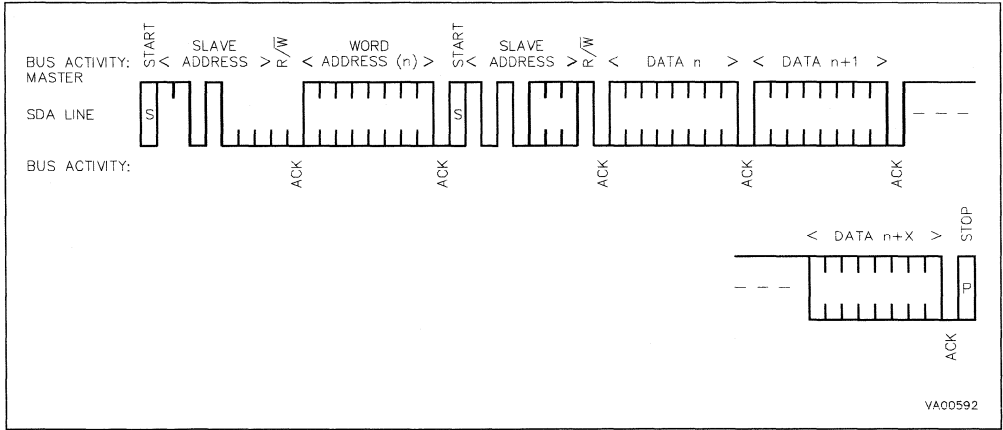 START < SLAVE ADDRESS > R/W̅ < WORD ADDRESS (n) > START < SLAVE ADDRESS > R/W̅ < DATA n > < DATA n+1 >
BUS ACTIVITY: MASTER
SDA LINE S S
BUS ACTIVITY: ACK ACK ACK ACK ACK
< DATA n+X > STOP
P
ACK
VA00592